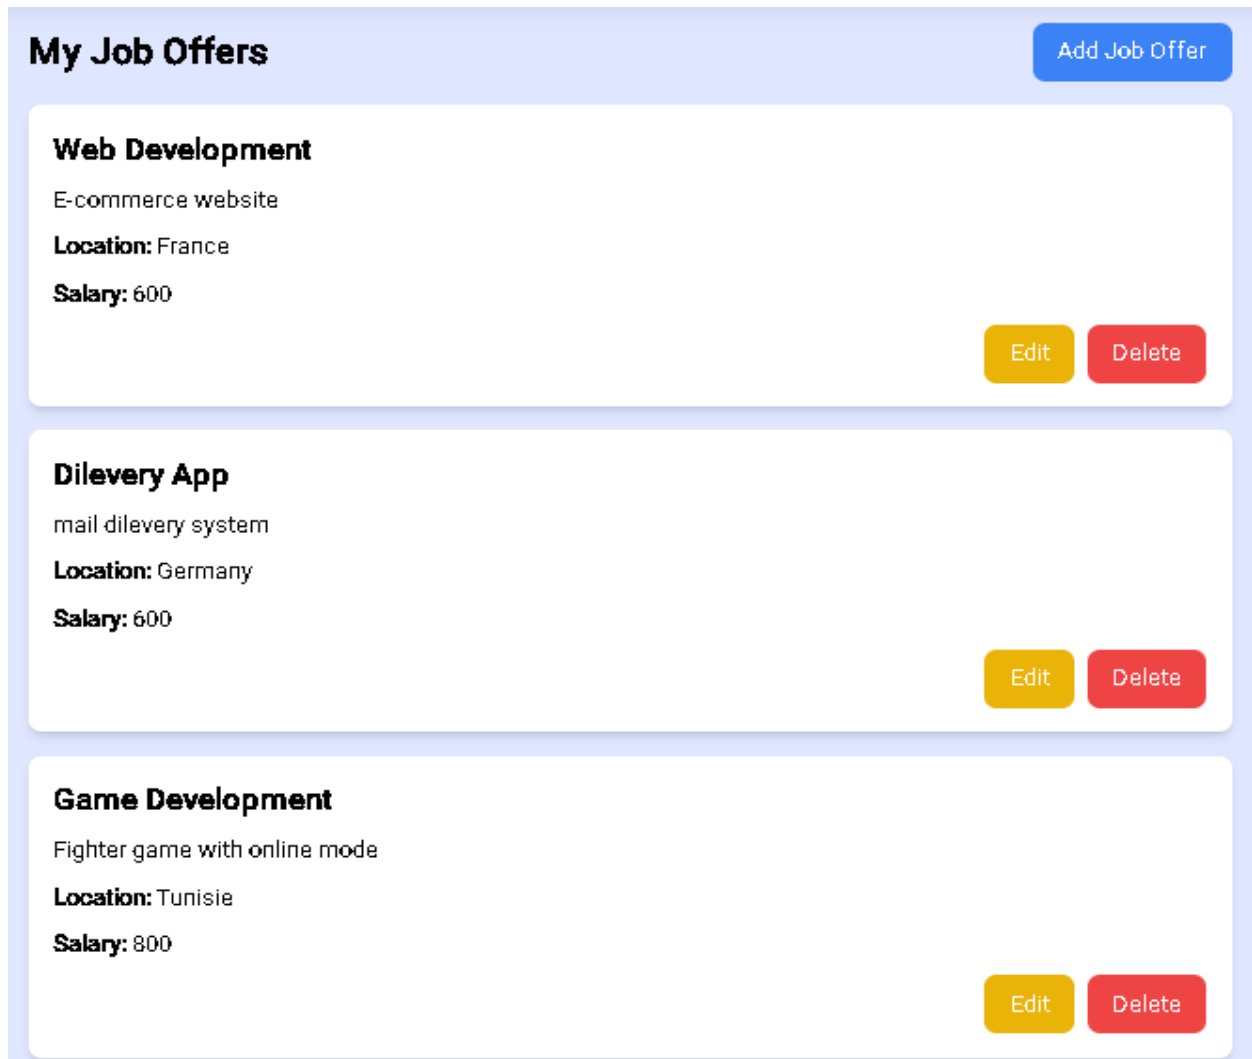 My Job Offers
Add Job Offer
Web Development
E-commerce website
Location: France
Salary: 600
Edit
Delete
Dilevery App
mail dilevery system
Location: Germany
Salary: 600
Edit
Delete
Game Development
Fighter game with online mode
Location: Tunisie
Salary: 800
Edit
Delete